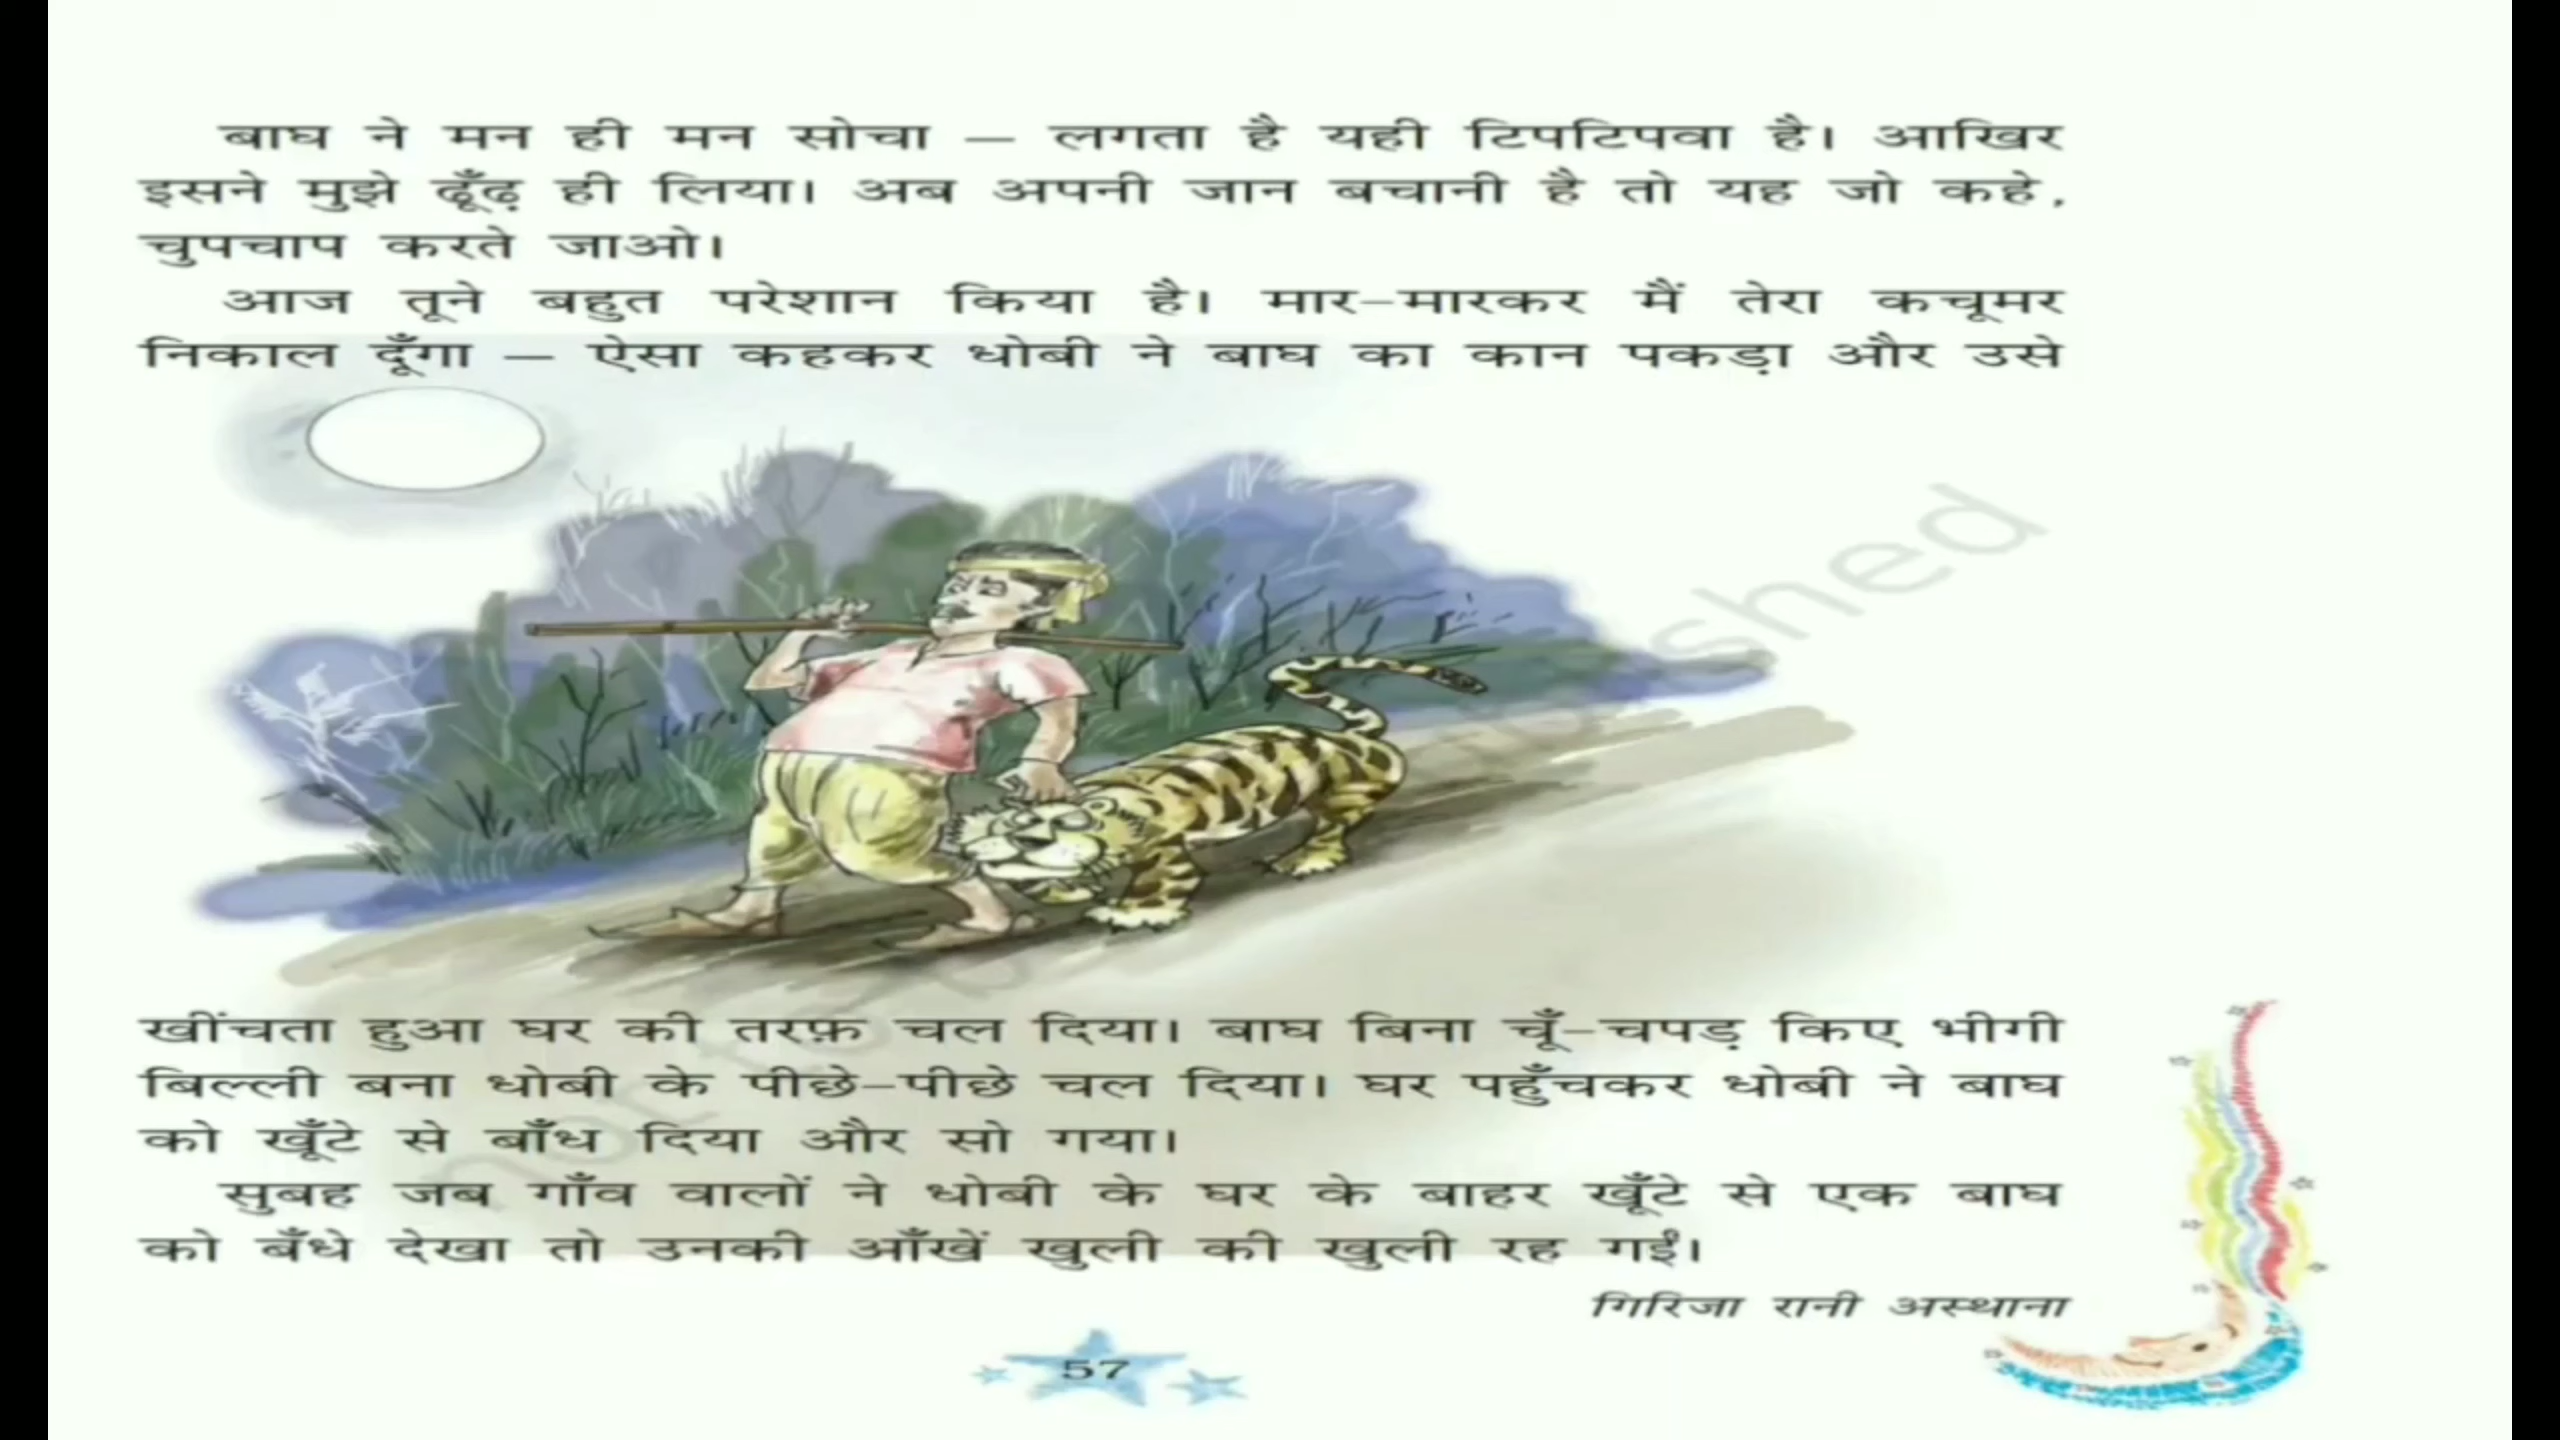 बाघ ने मन ही मन सोचा – लगता है यही टिपटिपवा है। आखिर
इसने मुझे ढूँढ़ ही लिया। अब अपनी जान बचानी है तो यह जो कहे,
चुपचाप करते जाओ।
आज तूने बहुत परेशान किया है। मार-मारकर मैं तेरा कचूमर
निकाल दूँगा – ऐसा कहकर धोबी ने बाघ का कान पकड़ा और उसे
खींचता हुआ घर की तरफ़ चल दिया। बाघ बिना चूँ-चपड़ किए भीगी
बिल्ली बना धोबी के पीछे-पीछे चल दिया। घर पहुँचकर धोबी ने बाघ
को खूँटे से बाँध दिया और सो गया।
सुबह जब गाँव वालों ने धोबी के घर के बाहर खूँटे से एक बाघ
को बँधे देखा तो उनकी आँखें खुली की खुली रह गईं।
गिरिजा रानी अस्थाना
57